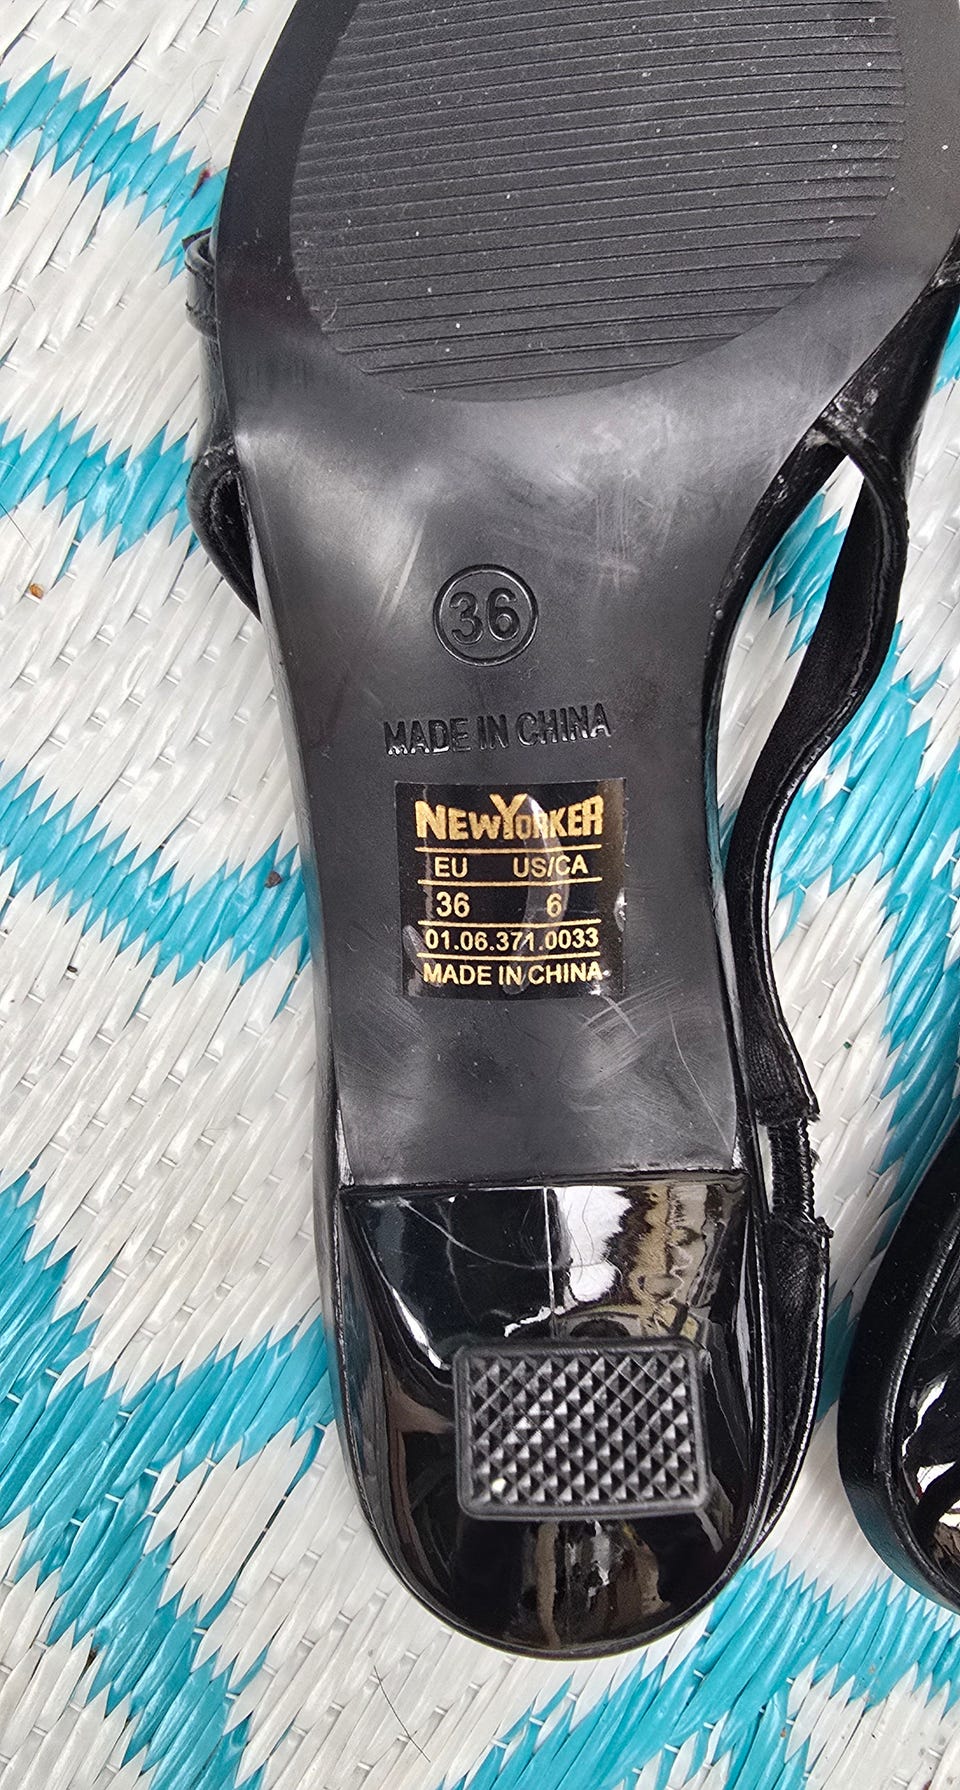 36
MADE IN CHINA
NEWYORKER
EU US/CA
36 6
01.06.371.0033
MADE IN CHINA